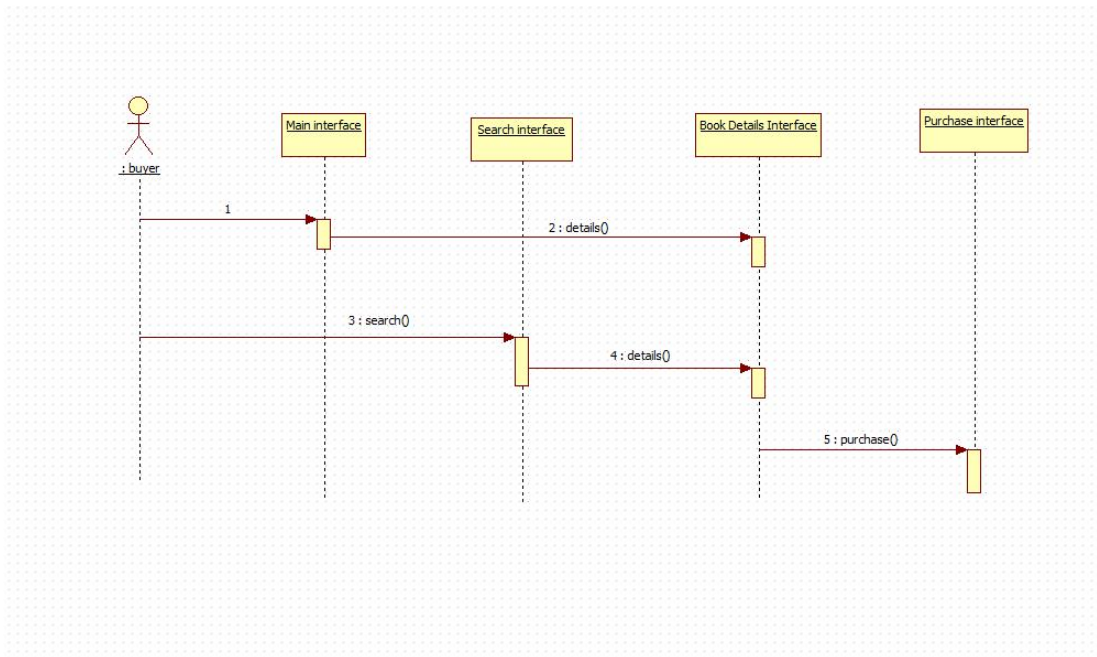 : buyer
Main interface
Search interface
Book Details Interface
Purchase interface
1
2 : details()
3 : search()
4 : details()
5 : purchase()